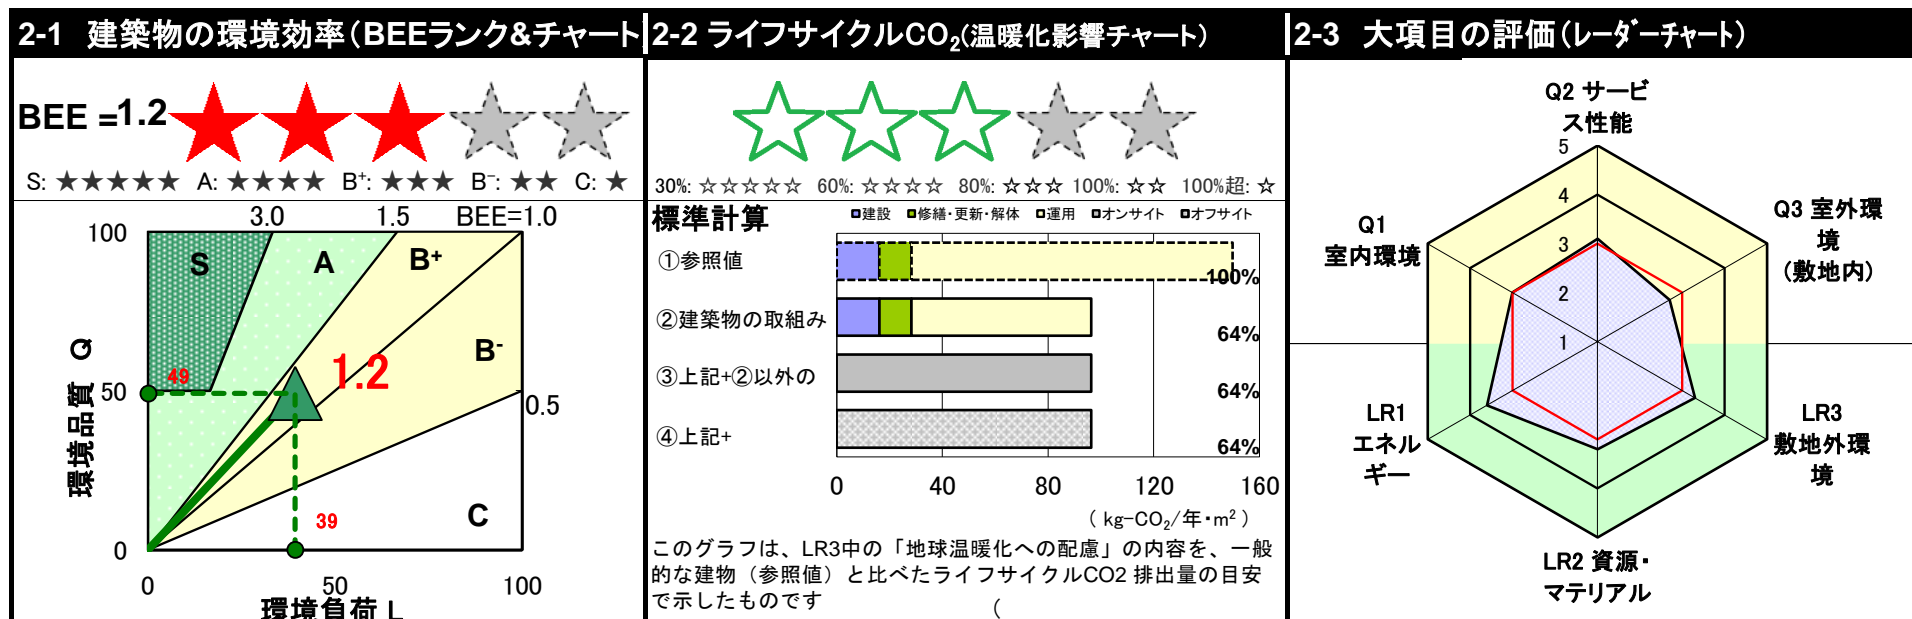 2-1 建築物の環境効率(BEEランク&チャート
BEE =1.2
S: ★★★★★ A: ★★★★ B+: ★★★ B-: ★★ C: ★
3.0 1.5 BEE=1.0
100
S
A
B+
B-
1.2
49
50
0.5
39
C
0
0 50 100
環境品質 Q
環境負荷 L
2-2 ライフサイクルCO2(温暖化影響チャート)
30%: ☆☆☆☆☆ 60%: ☆☆☆☆ 80%: ☆☆☆ 100%: ☆☆ 100%超: ☆
標準計算
建設 修繕・更新・解体 運用 オンサイト オフサイト
①参照値
100%
②建築物の取組み
64%
③上記+②以外の
64%
④上記+
64%
0 40 80 120 160
( kg-CO2/年・m2 )
このグラフは、LR3中の「地球温暖化への配慮」の内容を、一般
的な建物(参照値)と比べたライフサイクルCO2 排出量の目安
で示したものです
(
2-3 大項目の評価(レーダーチャート)
Q2 サービ
ス性能
5
4
3
2
1
Q1
室内環境
Q3 室外環
境
(敷地内)
LR1
エネル
ギー
LR3
敷地外環
境
LR2 資源・
マテリアル